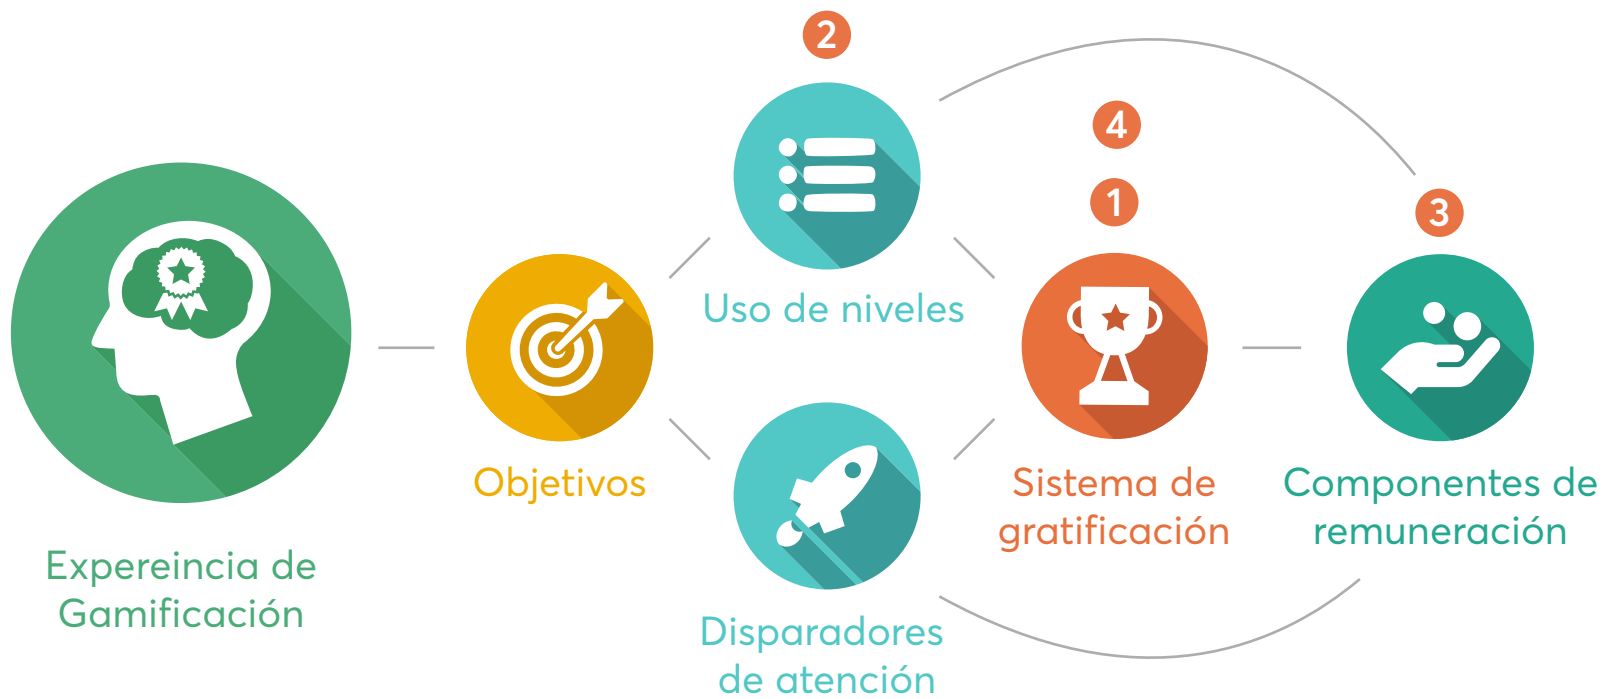 2
4
1
3
Uso de niveles
Objetivos
Sistema de
gratificación
Componentes de
remuneración
Expereincia de
Gamificación
Disparadores
de atención